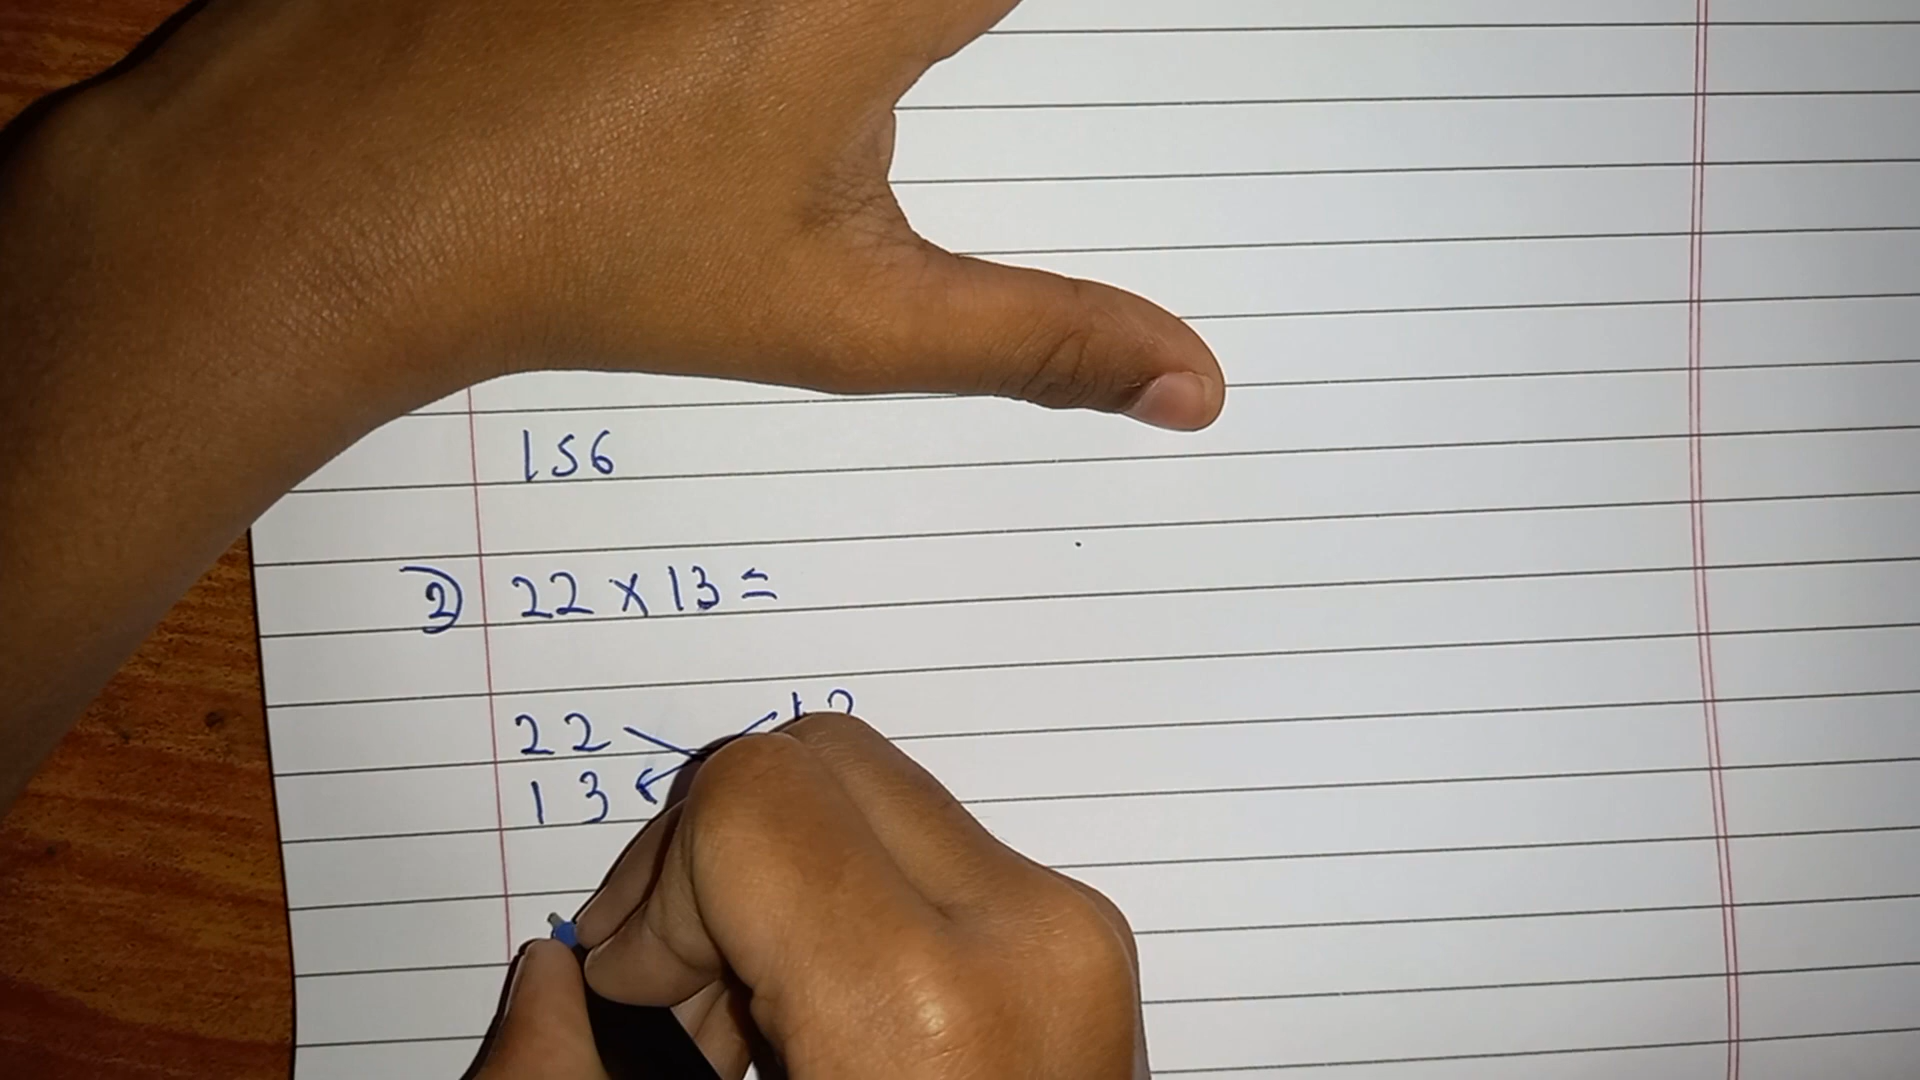 156
2) 22 x 13 =
22
13